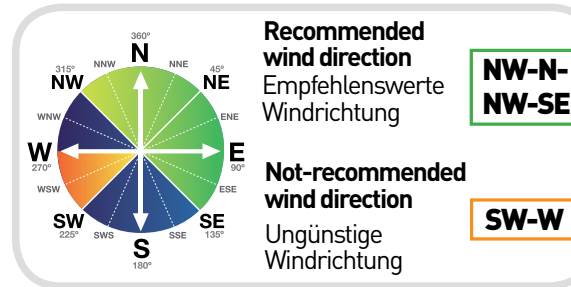 360°
N
NNW
NNE
315°
NW
45°
NE
WNW
ENE
W
270°
E
90°
WSW
ESE
SW
225°
SE
135°
SWS
SSE
S
180°
Recommended
wind direction
Empfehlenswerte
Windrichtung
NW-N-
NW-SE
Not-recommended
wind direction
Ungünstige
Windrichtung
SW-W